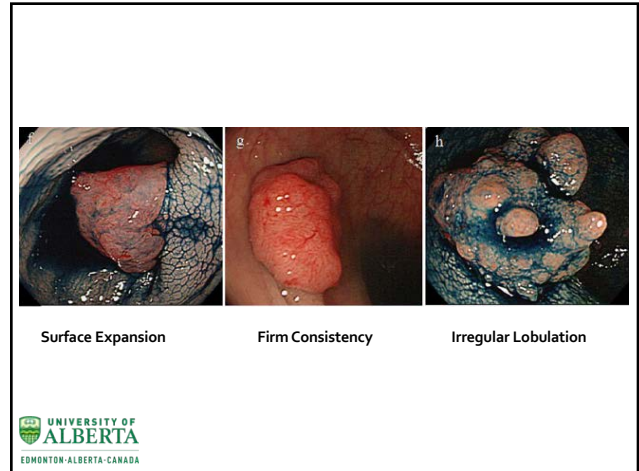 f
g
h
Surface Expansion
Firm Consistency
Irregular Lobulation
UNIVERSITY OF
ALBERTA
EDMONTON·ALBERTA·CANADA